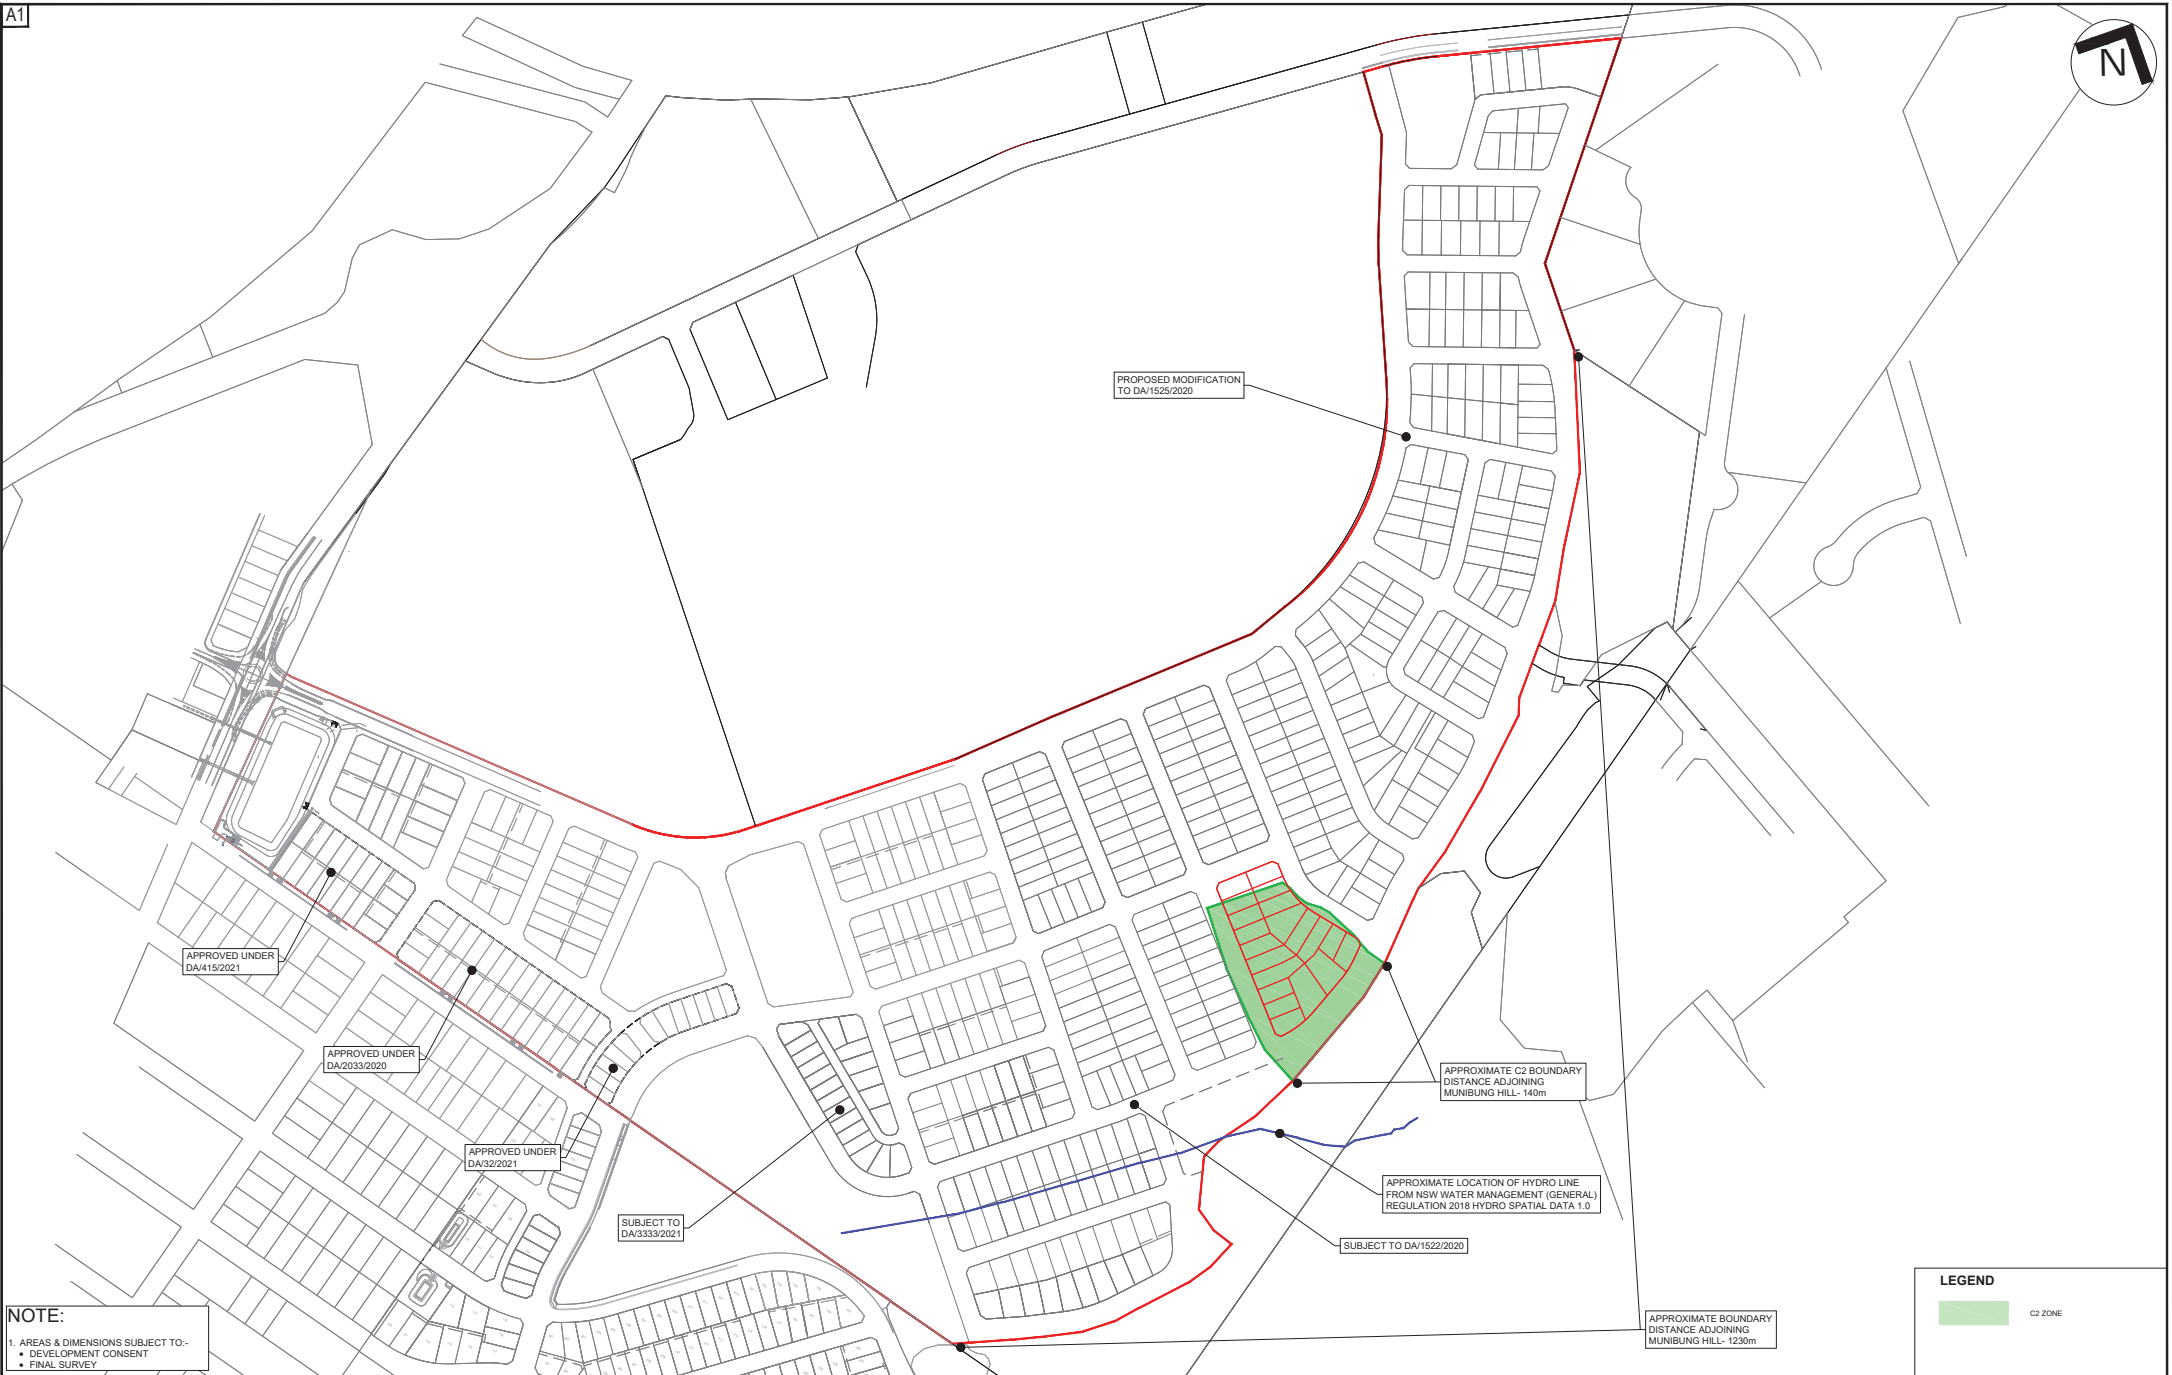 A1
N
PROPOSED MODIFICATION
TO DA/1525/2020
APPROVED UNDER
DA/415/2021
APPROVED UNDER
DA/2033/2020
APPROVED UNDER
DA/32/2021
SUBJECT TO
DA/3333/2021
APPROXIMATE C2 BOUNDARY
DISTANCE ADJOINING
MUNIBUNG HILL- 140m
APPROXIMATE LOCATION OF HYDRO LINE
FROM NSW WATER MANAGEMENT (GENERAL)
REGULATION 2018 HYDRO SPATIAL DATA 1.0
SUBJECT TO DA/1522/2020
APPROXIMATE BOUNDARY
DISTANCE ADJOINING
MUNIBUNG HILL- 1230m
LEGEND
C2 ZONE
NOTE:
1. AREAS & DIMENSIONS SUBJECT TO:-
• DEVELOPMENT CONSENT
• FINAL SURVEY